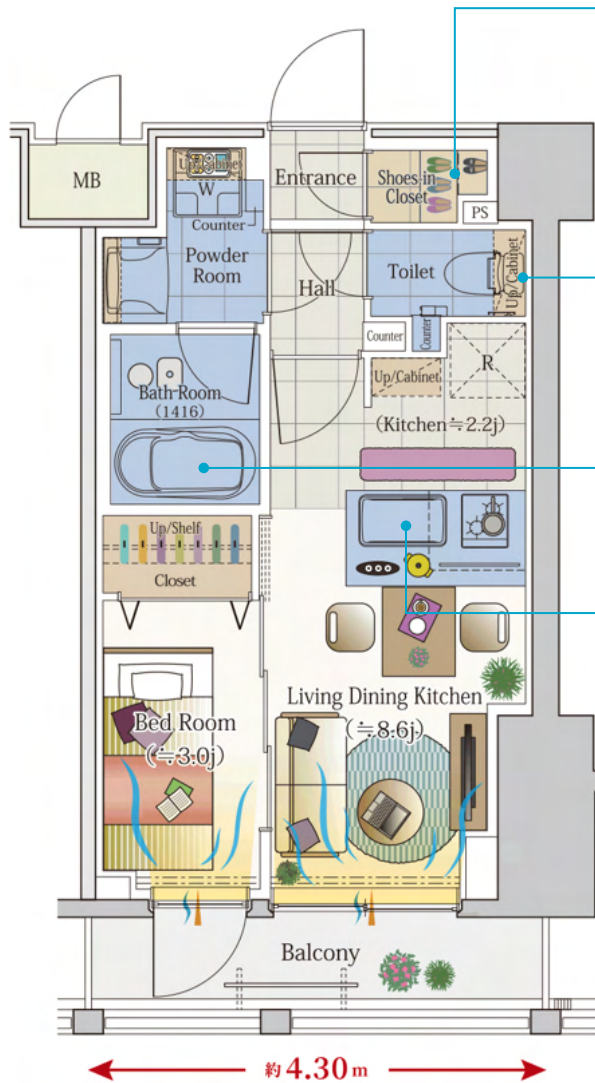 MB
Up/Cabinet
W
Counter
Powder
Room
Entrance
Shoes in
Closet
PS
Hall
Toilet
Up/Cabinet
Counter
Counter
Up/Cabinet
R
(Kitchen≒2.2j)
Bath Room
(1416)
Up/Shelf
Closet
Bed Room
(≒3.0j)
Living Dining Kitchen
(≒8.6j)
Balcony
約4.30m